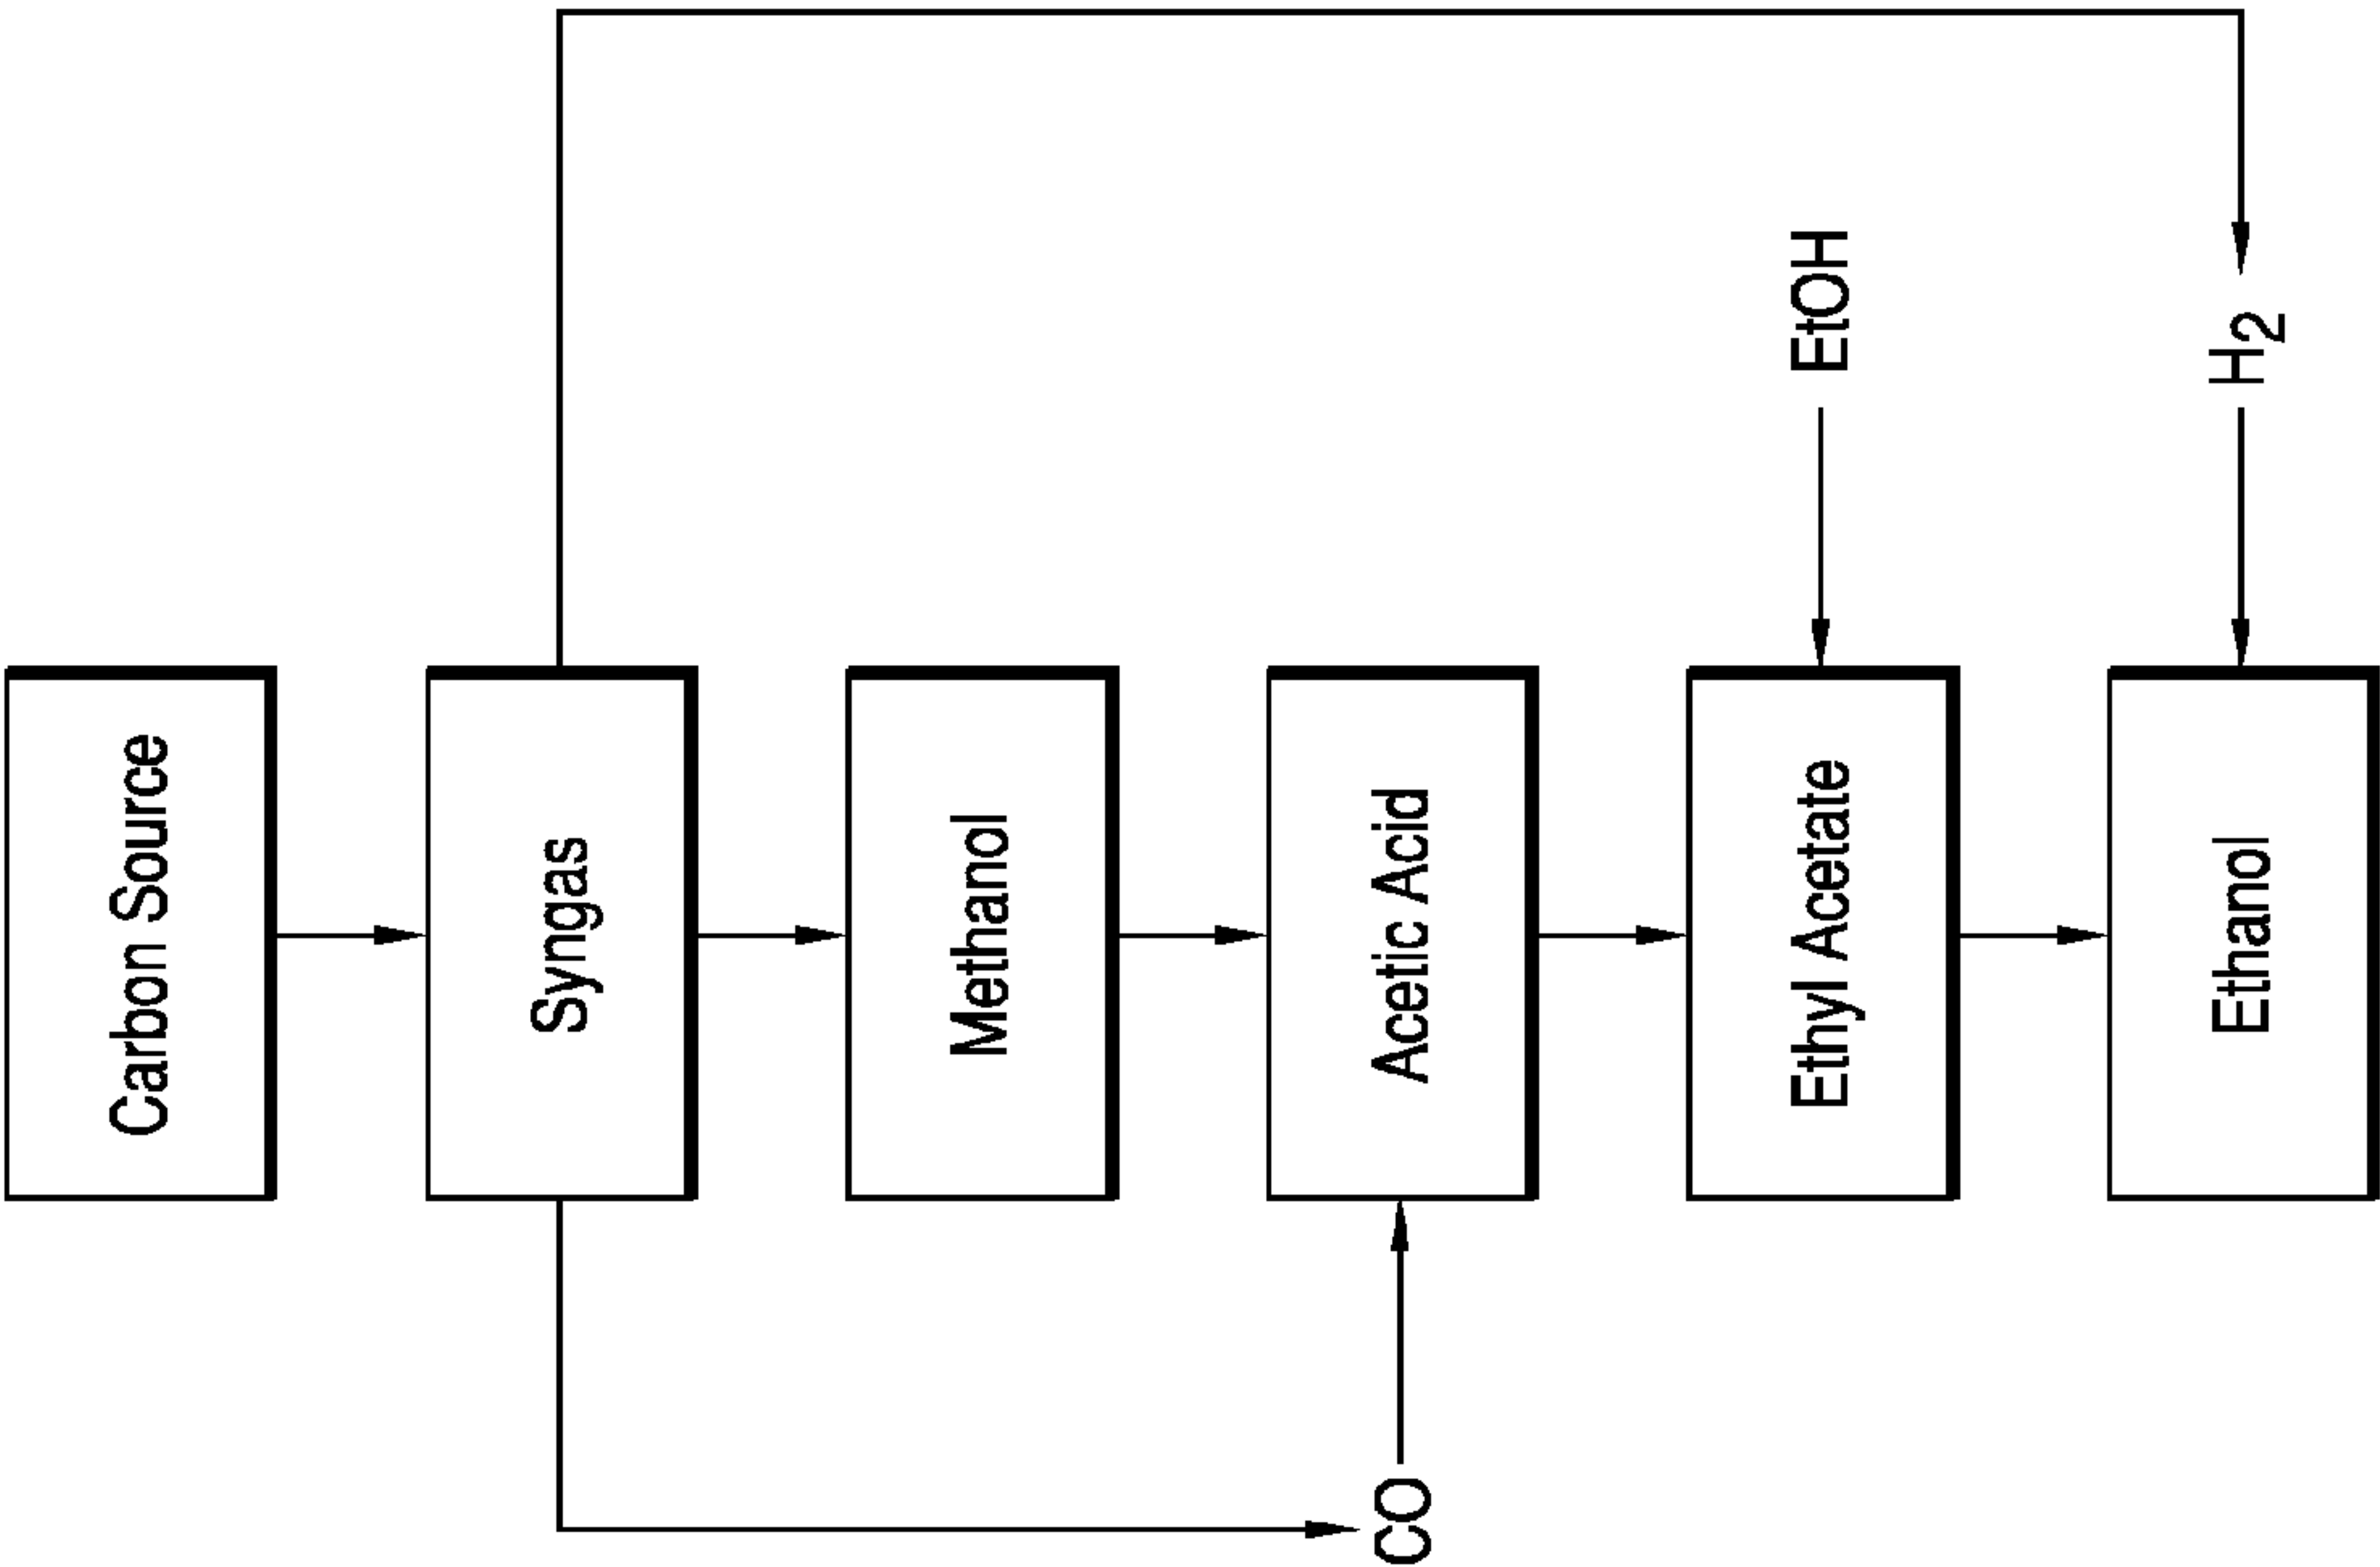 Carbon Source
Syngas
Methanol
Acetic Acid
CO
Ethyl Acetate
EtOH
Ethanol
H2